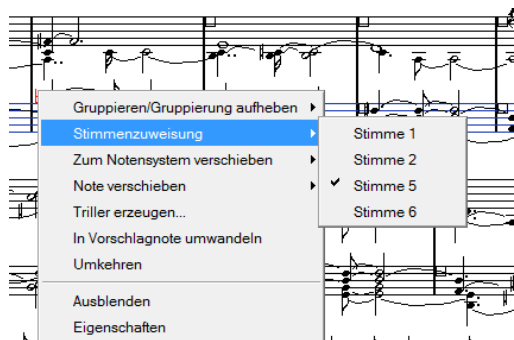 Gruppieren/Gruppierung aufheben
Stimmenzuweisung
Zum Notensystem verschieben
Note verschieben
Triller erzeugen...
In Vorschlagnote umwandeln
Umkehren
Ausblenden
Eigenschaften
Stimme 1
Stimme 2
Stimme 5
Stimme 6